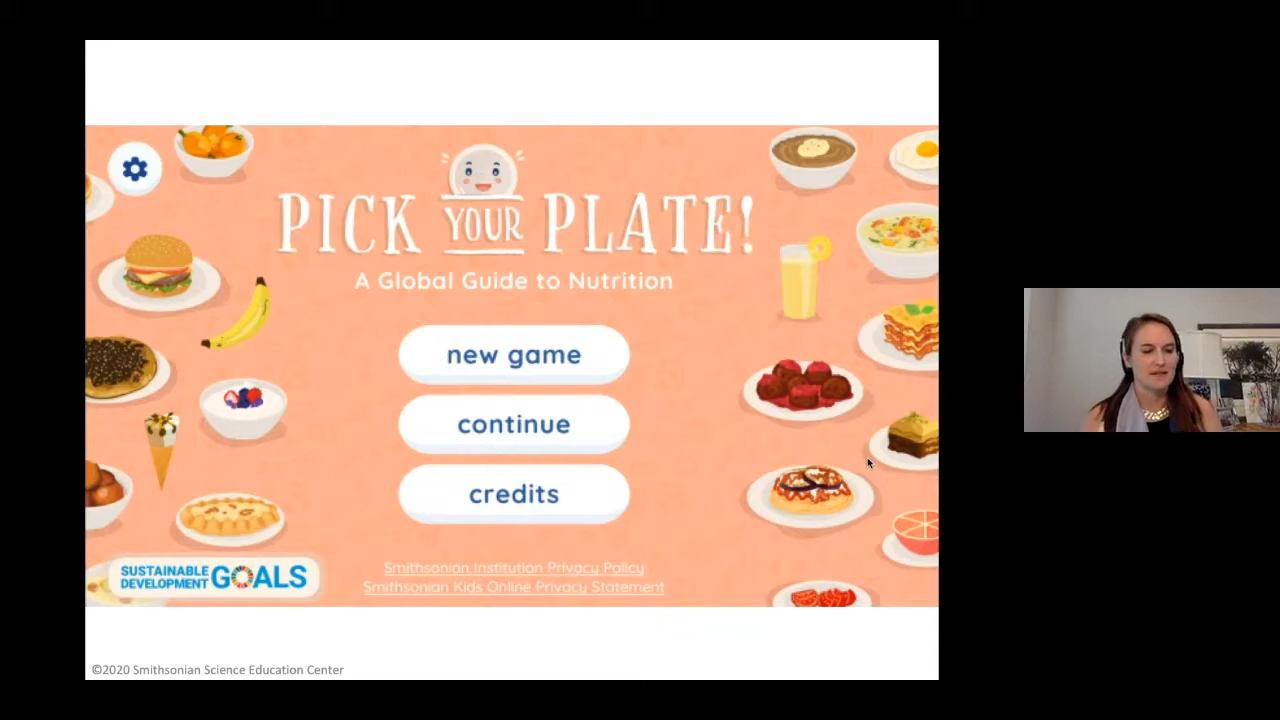 PICK YOUR PLATE!
A Global Guide to Nutrition
new game
continue
credits
Smithsonian Institution Privacy Policy
Smithsonian Kids Online Privacy Statement
SUSTAINABLE
DEVELOPMENT GOALS
©2020 Smithsonian Science Education Center